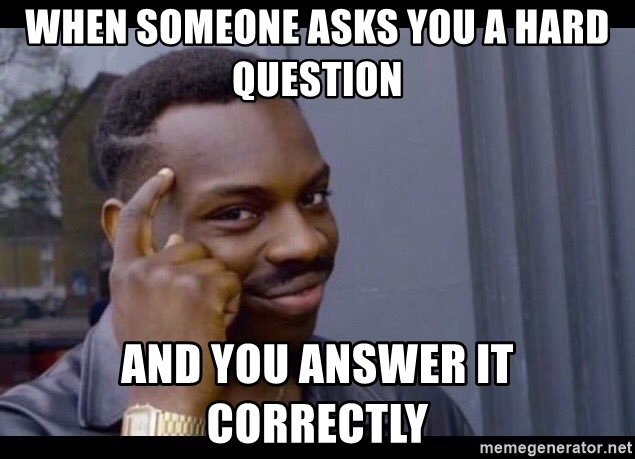 WHEN SOMEONE ASKS YOU A HARD
QUESTION
AND YOU ANSWER IT
CORRECTLY
memegenerator.net